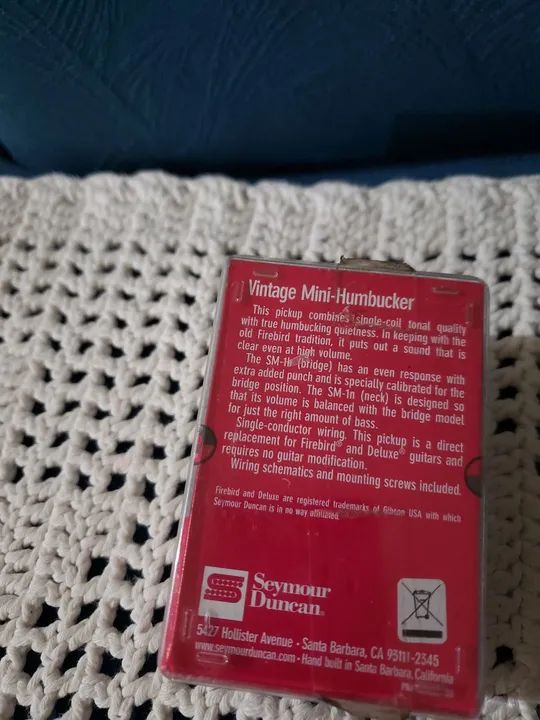 Vintage Mini-Humbucker
This pickup combines single-coil tonal quality
with true humbucking quietness. In keeping with the
old Firebird tradition, it puts out a sound that is
clear even at high volume.
The SM-1b (bridge) has an even response with
extra added punch and is specially calibrated for the
bridge position. The SM-1n (neck) is designed so
that its volume is balanced with the bridge model
for just the right amount of bass.
Single-conductor wiring. This pickup is a direct
replacement for Firebird® and Deluxe® guitars and
requires no guitar modification.
Wiring schematics and mounting screws included.
Firebird and Deluxe are registered trademarks of Gibson USA with which
Seymour Duncan is in no way affiliated.
Seymour
Duncan®
5427 Hollister Avenue • Santa Barbara, CA 93111-2345
www.seymourduncan.com • Hand built in Santa Barbara, California